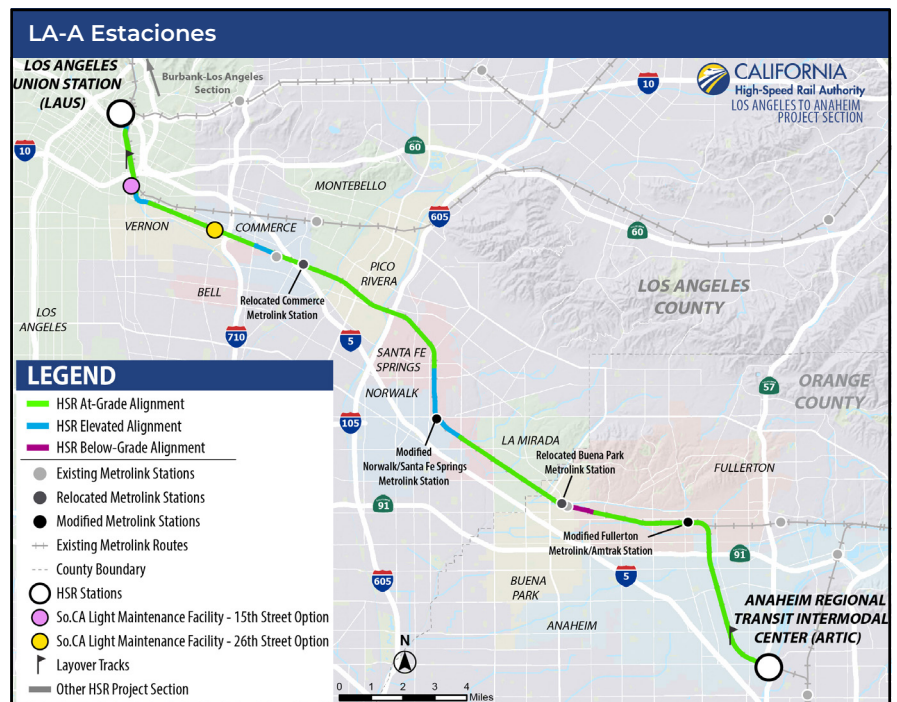 LA-A Estaciones
LOS ANGELES
UNION STATION
(LAUS)
Burbank-Los Angeles
Section
10
CALIFORNIA
High-Speed Rail Authority
LOS ANGELES TO ANAHEIM
PROJECT SECTION
10
60
MONTEBELLO
605
60
VERNON
COMMERCE
PICO
RIVERA
LOS ANGELES
COUNTY
BELL
Relocated Commerce
Metrolink Station
LOS
ANGELES
710
5
SANTA FE
SPRINGS
NORWALK
57
ORANGE
COUNTY
105
LA MIRADA
Modified
Norwalk/Santa Fe Springs
Metrolink Station
Relocated Buena Park
Metrolink Station
FULLERTON
91
Modified Fullerton
Metrolink/Amtrak Station
91
605
5
BUENA
PARK
ANAHEIM
ANAHEIM REGIONAL
TRANSIT INTERMODAL
CENTER (ARTIC)
LEGEND
HSR At-Grade Alignment
HSR Elevated Alignment
HSR Below-Grade Alignment
Existing Metrolink Stations
Relocated Metrolink Stations
Modified Metrolink Stations
Existing Metrolink Routes
County Boundary
HSR Stations
So.CA Light Maintenance Facility - 15th Street Option
So.CA Light Maintenance Facility - 26th Street Option
Layover Tracks
Other HSR Project Section
N
0 1 2 3 4
Miles